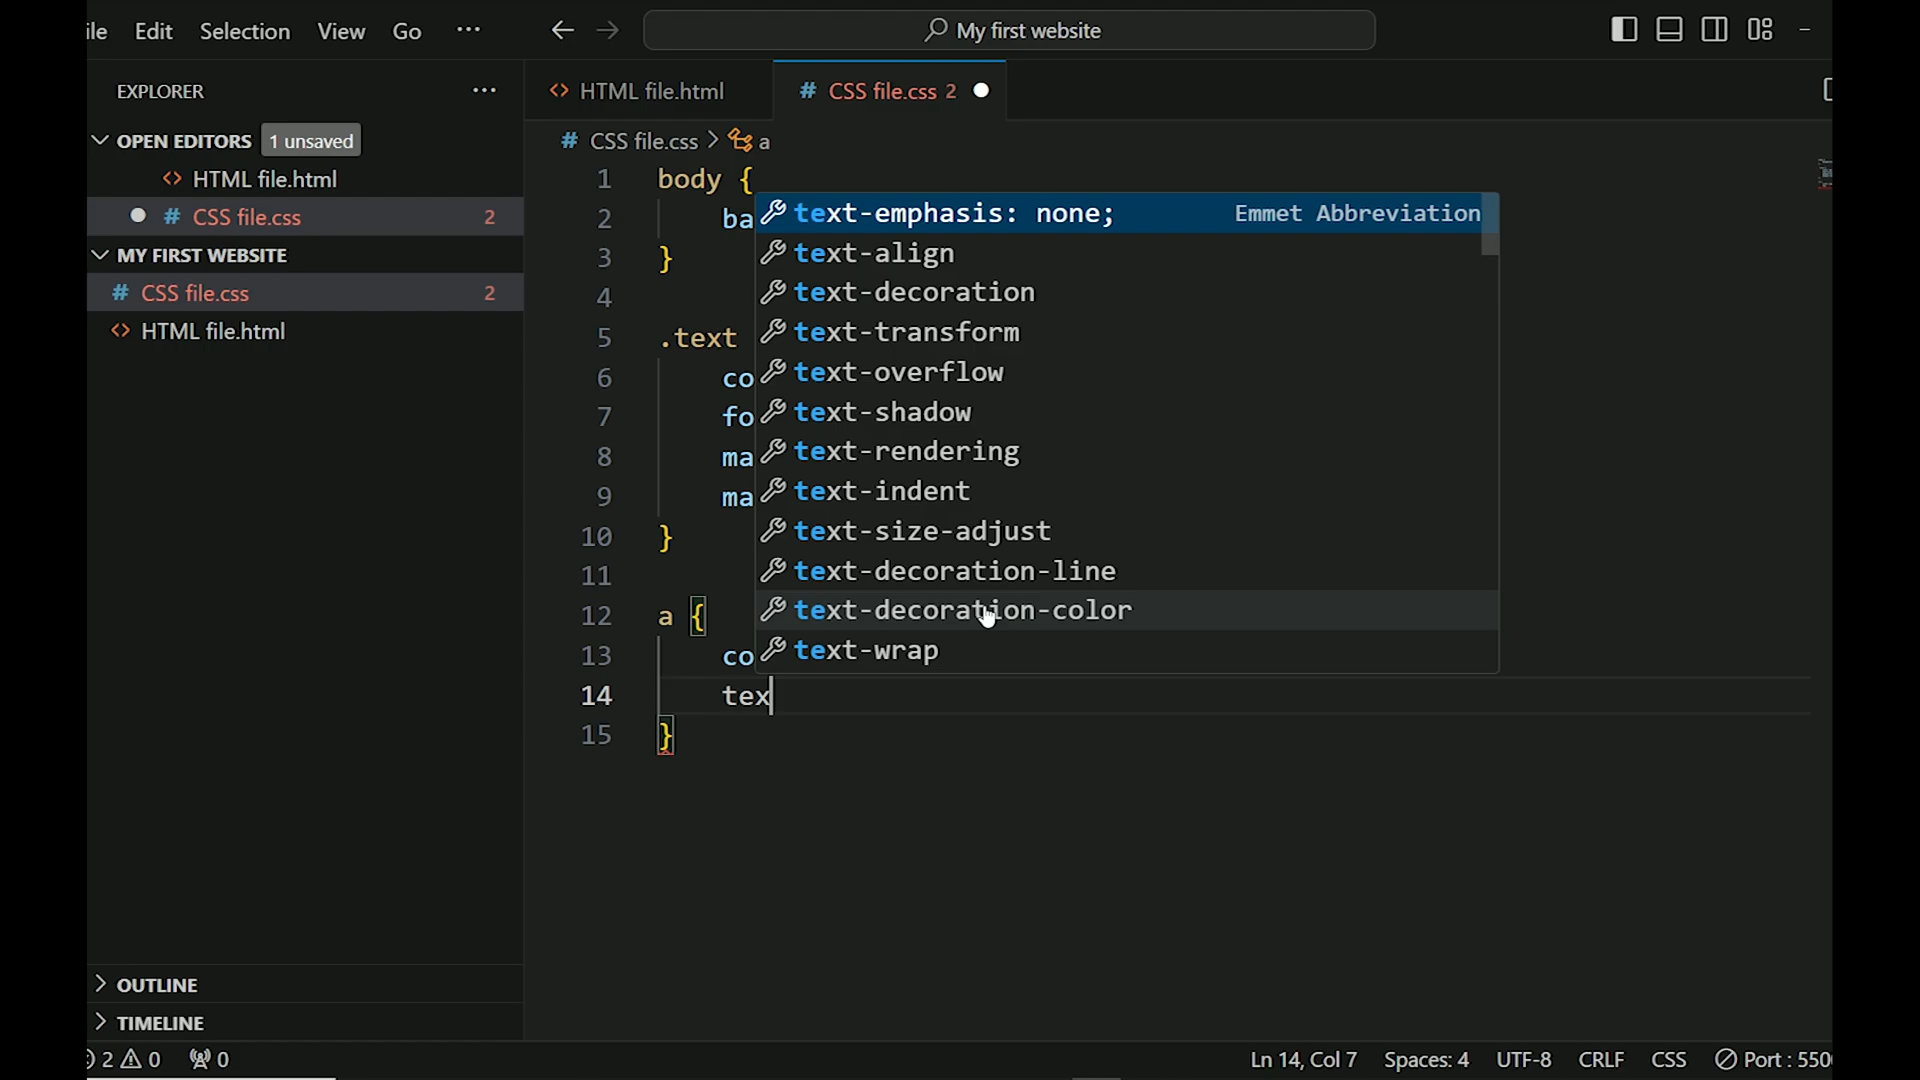 ile Edit Selection View Go ···
My first website
EXPLORER ···
HTML file.html
CSS file.css 2
OPEN EDITORS 1 unsaved
HTML file.html
CSS file.css 2
MY FIRST WEBSITE
CSS file.css 2
HTML file.html
OUTLINE
TIMELINE
# CSS file.css > a
1 body {
2 ba
3 }
4
5 .text
6 co
7 fo
8 ma
9 ma
10 }
11
12 a {
13 co
14 tex
15 }
text-emphasis: none; Emmet Abbreviation
text-align
text-decoration
text-transform
text-overflow
text-shadow
text-rendering
text-indent
text-size-adjust
text-decoration-line
text-decoration-color
text-wrap
2 0 0
Ln 14, Col 7 Spaces: 4 UTF-8 CRLF CSS Port : 550